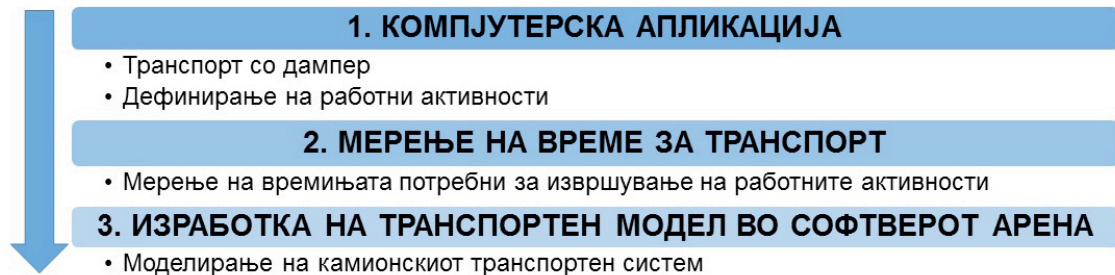 1. КОМПЈУТЕРСКА АПЛИКАЦИЈА
• Транспорт со дампер
• Дефинирање на работни активности
2. МЕРЕЊЕ НА ВРЕМЕ ЗА ТРАНСПОРТ
• Мерење на времињата потребни за извршување на работните активности
3. ИЗРАБОТКА НА ТРАНСПОРТЕН МОДЕЛ ВО СОФТВЕРОТ АРЕНА
• Моделирање на камионскиот транспортен систем